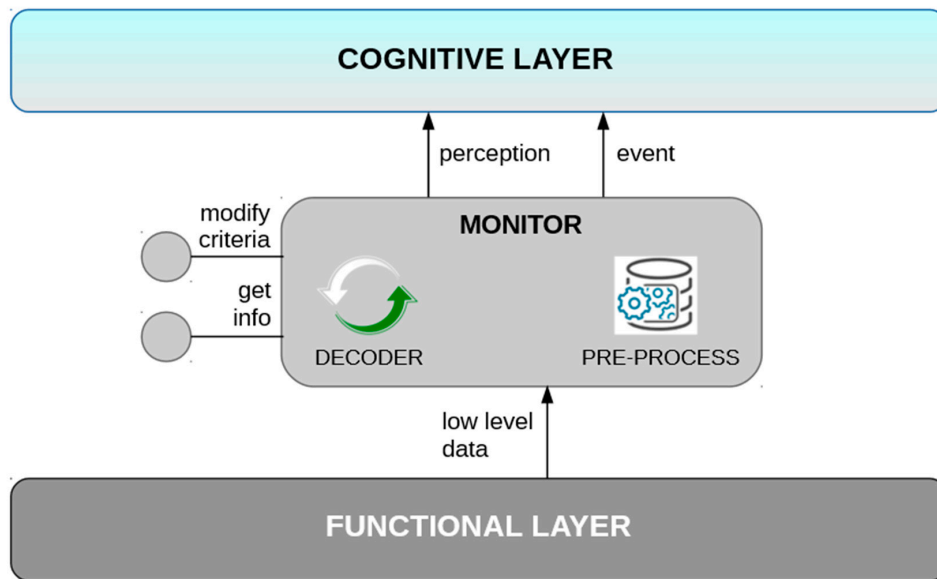 COGNITIVE LAYER
perception
event
modify
criteria
MONITOR
get
info
DECODER
PRE-PROCESS
low level
data
FUNCTIONAL LAYER